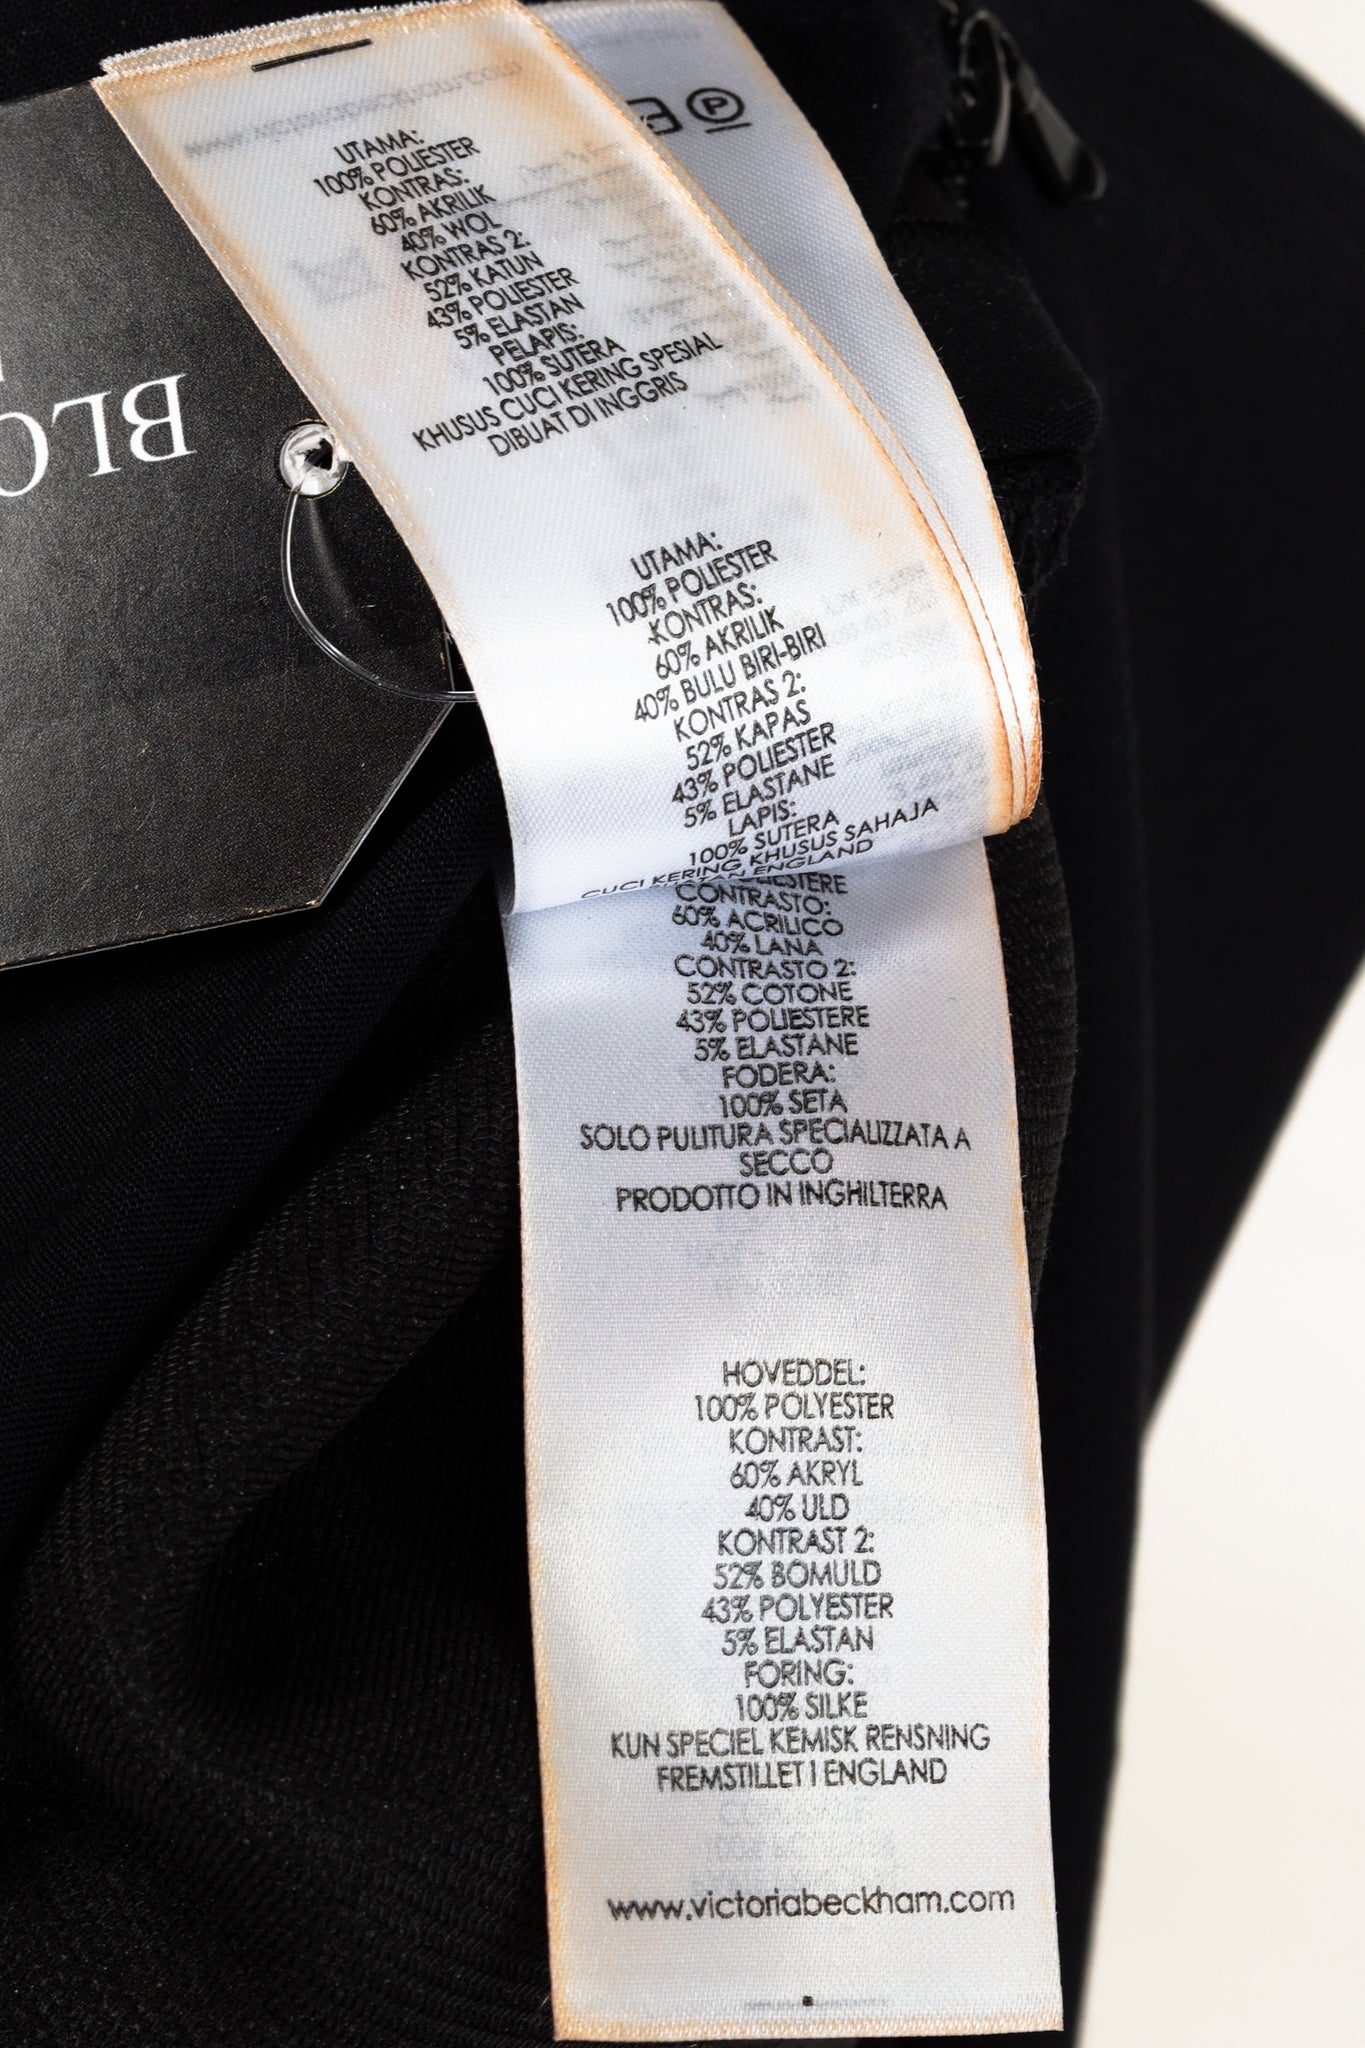 UTAMA:
100% POLIESTER
KONTRAS:
60% AKRILIK
40% WOL
KONTRAS 2:
52% KATUN
43% POLIESTER
5% ELASTAN
PELAPIS:
100% SUTERA
KHUSUS CUCI KERING SPESIAL
DIBUAT DI INGGRIS
UTAMA:
100% POLIESTER
KONTRAS:
60% AKRILIK
40% BULU BIRI-BIRI
KONTRAS 2:
52% KAPAS
43% POLIESTER
5% ELASTANE
LAPIS:
100% SUTERA
CUCI KERING KHUSUS SAHAJA
ENGLAND
CONTRASTO:
60% ACRILICO
40% LANA
CONTRASTO 2:
52% COTONE
43% POLIESTERE
5% ELASTANE
FODERA:
100% SETA
SOLO PULITURA SPECIALIZZATA A
SECCO
PRODOTTO IN INGHILTERRA
HOVEDDEL:
100% POLYESTER
KONTRAST:
60% AKRYL
40% ULD
KONTRAST 2:
52% BOMULD
43% POLYESTER
5% ELASTAN
FORING:
100% SILKE
KUN SPECIEL KEMISK RENSNING
FREMSTILLET I ENGLAND
www.victoriabeckham.com
P
BLO